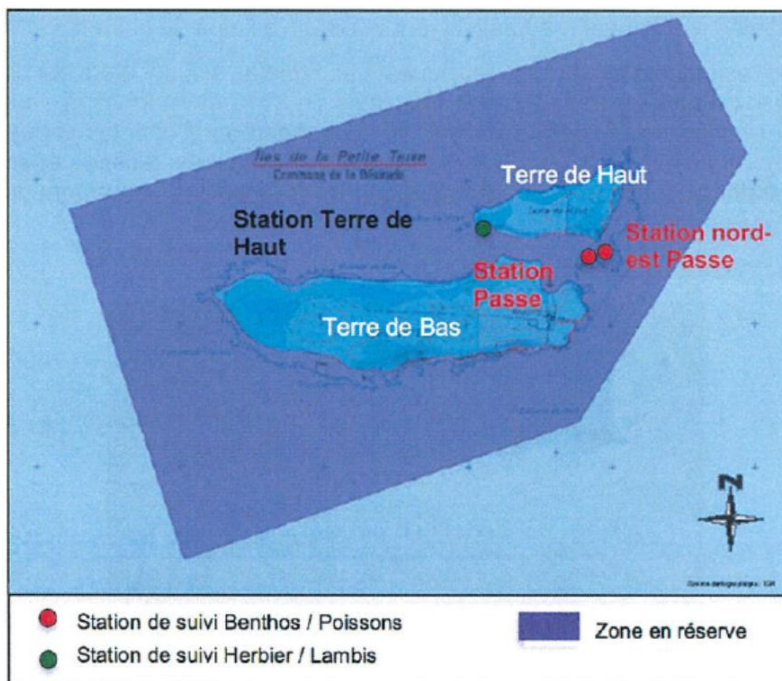 Îles de la Petite Terre
Commune de la Désirade
Terre de Haut
Station Terre de
Haut
Station nord-
est Passe
Station
Passe
Terre de Bas
N
Station de suivi Benthos / Poissons
Station de suivi Herbier / Lambis
Zone en réserve